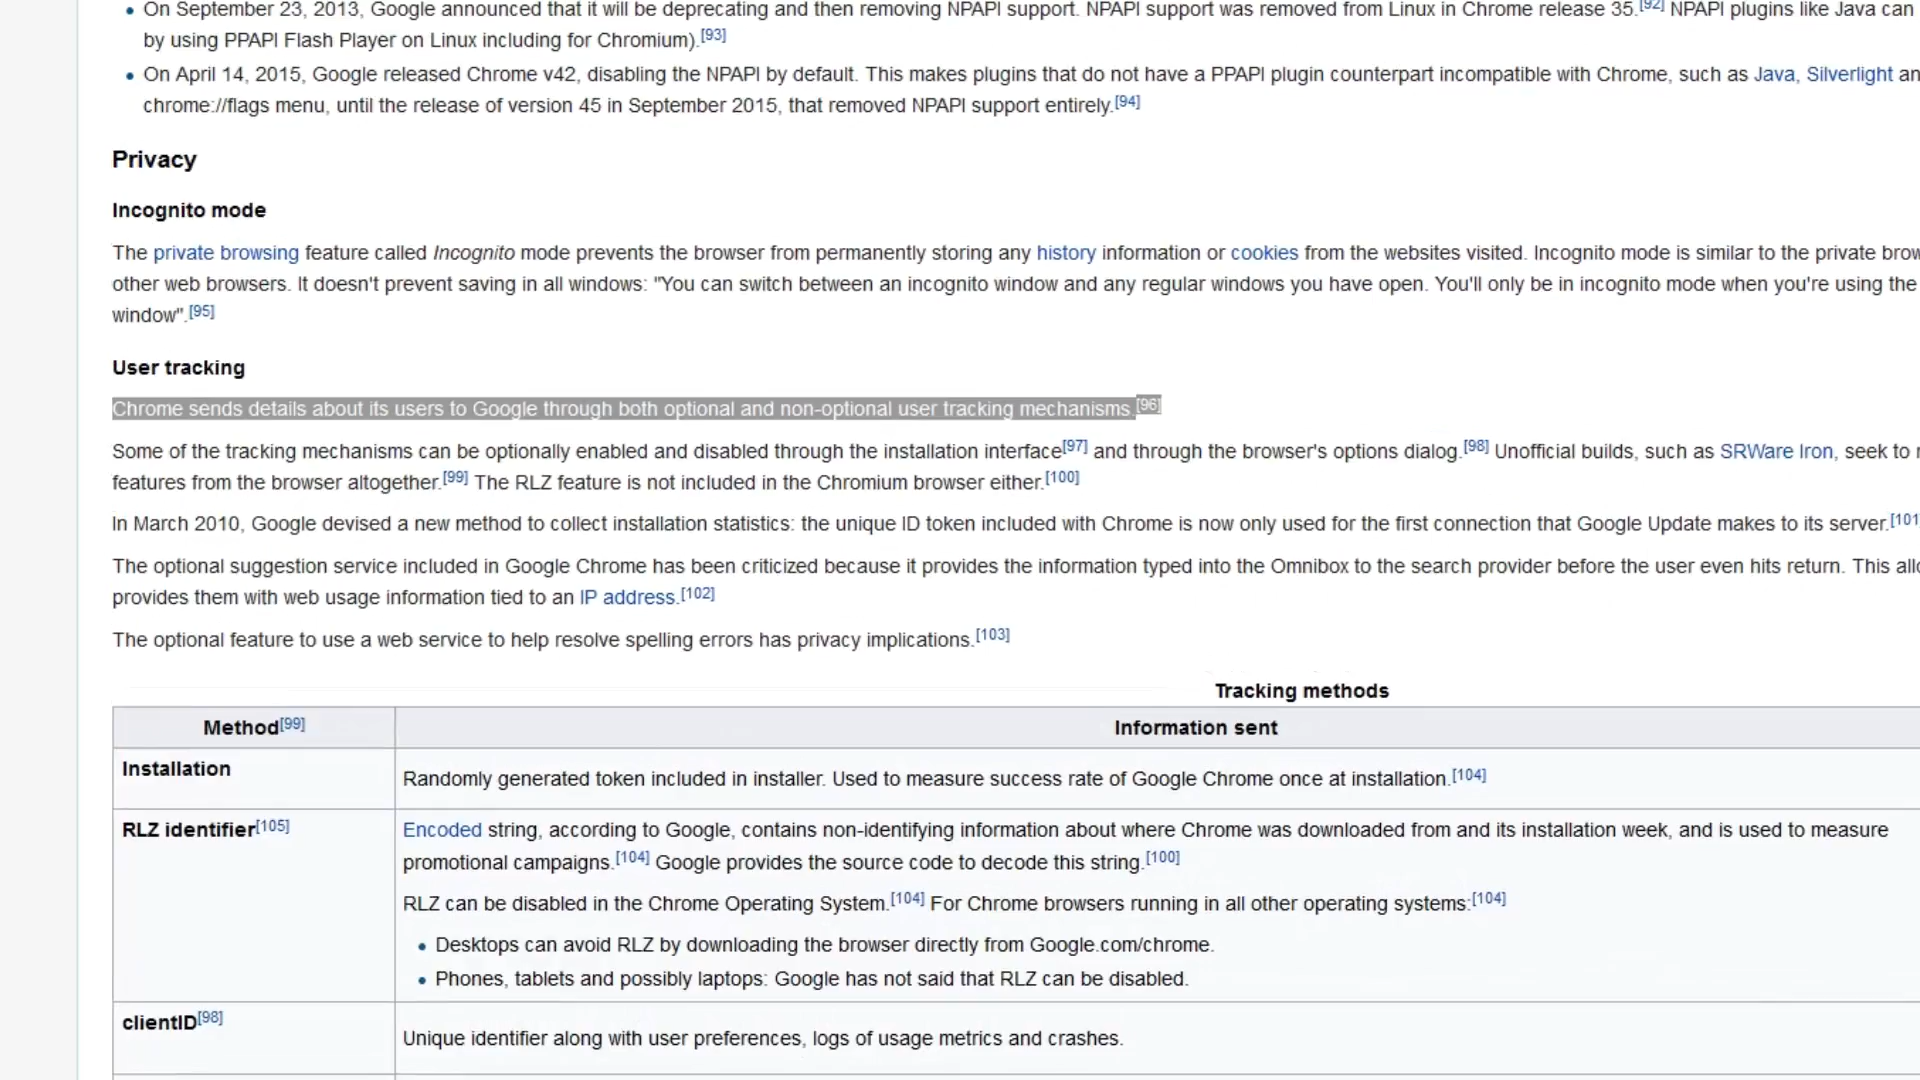 • On September 23, 2013, Google announced that it will be deprecating and then removing NPAPI support. NPAPI support was removed from Linux in Chrome release 35.[92] NPAPI plugins like Java can
by using PPAPI Flash Player on Linux including for Chromium).[93]
• On April 14, 2015, Google released Chrome v42, disabling the NPAPI by default. This makes plugins that do not have a PPAPI plugin counterpart incompatible with Chrome, such as Java, Silverlight an
chrome://flags menu, until the release of version 45 in September 2015, that removed NPAPI support entirely.[94]
Privacy
Incognito mode
The private browsing feature called Incognito mode prevents the browser from permanently storing any history information or cookies from the websites visited. Incognito mode is similar to the private brow
other web browsers. It doesn't prevent saving in all windows: "You can switch between an incognito window and any regular windows you have open. You'll only be in incognito mode when you're using the
window".[95]
User tracking
Chrome sends details about its users to Google through both optional and non-optional user tracking mechanisms.[96]
Some of the tracking mechanisms can be optionally enabled and disabled through the installation interface[97] and through the browser's options dialog.[98] Unofficial builds, such as SRWare Iron, seek to
features from the browser altogether.[99] The RLZ feature is not included in the Chromium browser either.[100]
In March 2010, Google devised a new method to collect installation statistics: the unique ID token included with Chrome is now only used for the first connection that Google Update makes to its server.[101
The optional suggestion service included in Google Chrome has been criticized because it provides the information typed into the Omnibox to the search provider before the user even hits return. This allo
provides them with web usage information tied to an IP address.[102]
The optional feature to use a web service to help resolve spelling errors has privacy implications.[103]
Tracking methods
Method[99] Information sent
Installation Randomly generated token included in installer. Used to measure success rate of Google Chrome once at installation.[104]
RLZ identifier[105] Encoded string, according to Google, contains non-identifying information about where Chrome was downloaded from and its installation week, and is used to measure
promotional campaigns.[104] Google provides the source code to decode this string.[100]
RLZ can be disabled in the Chrome Operating System.[104] For Chrome browsers running in all other operating systems:[104]
• Desktops can avoid RLZ by downloading the browser directly from Google.com/chrome.
• Phones, tablets and possibly laptops: Google has not said that RLZ can be disabled.
clientID[98] Unique identifier along with user preferences, logs of usage metrics and crashes.